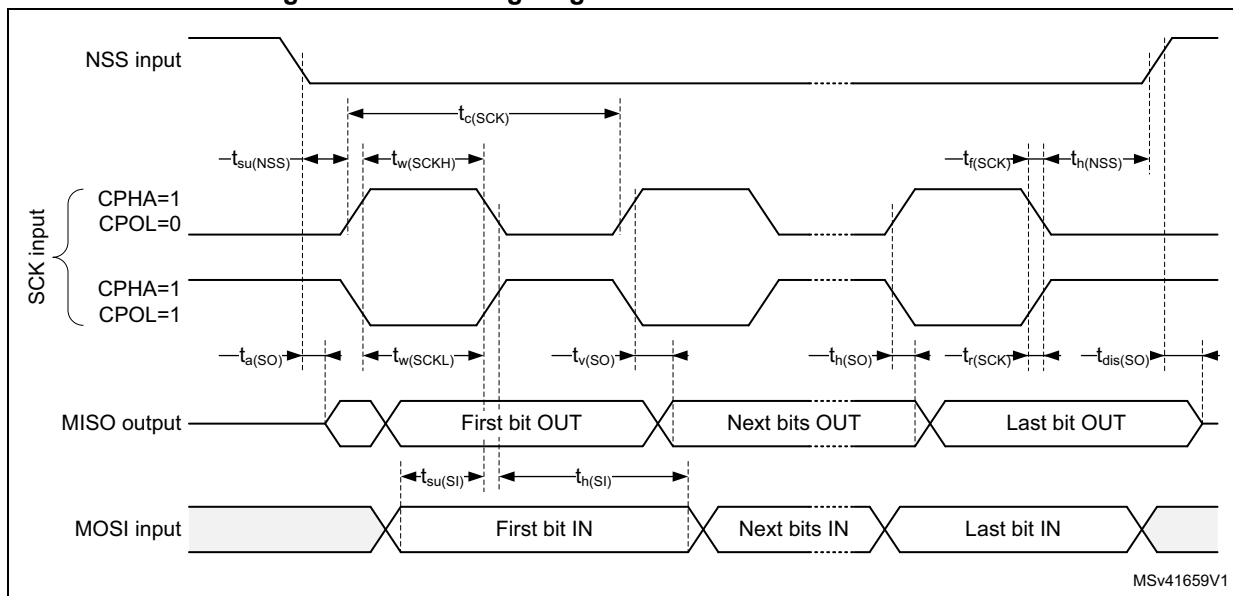 NSS input
tc(SCK)
tsu(NSS)
tw(SCKH)
tf(SCK)
th(NSS)
SCK input
CPHA=1
CPOL=0
CPHA=1
CPOL=1
ta(SO)
tw(SCKL)
tv(SO)
th(SO)
tr(SCK)
tdis(SO)
MISO output
First bit OUT
Next bits OUT
Last bit OUT
tsu(SI)
th(SI)
MOSI input
First bit IN
Next bits IN
Last bit IN
MSv41659V1